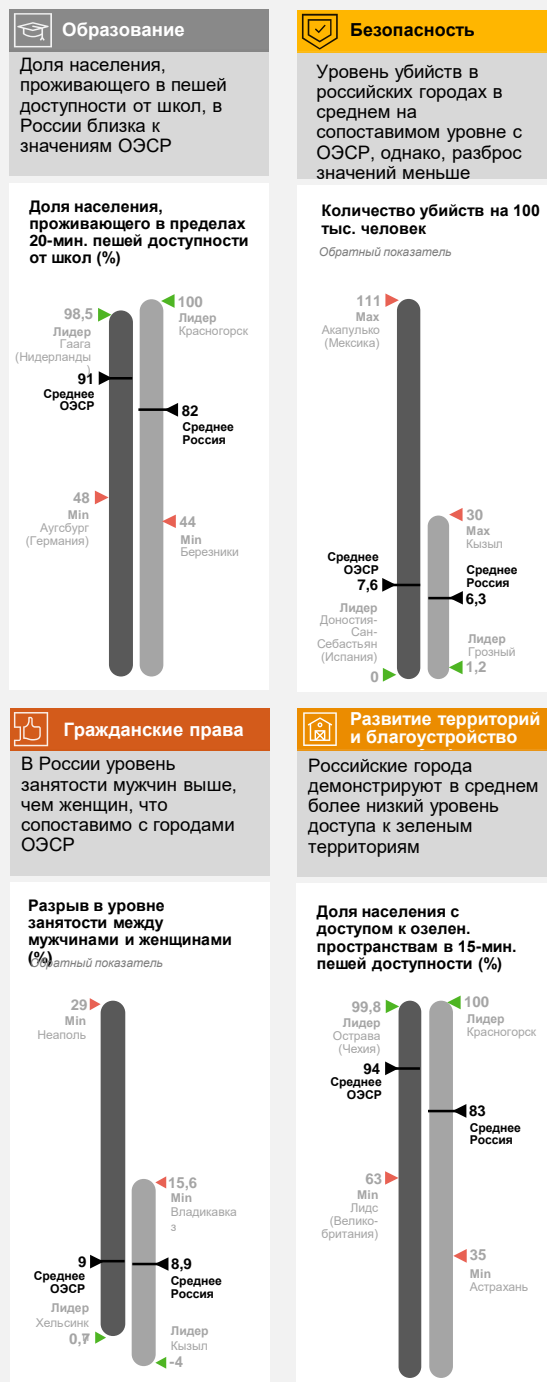 Образование
Доля населения,
проживающего в пешей
доступности от школ, в
России близка к
значениям ОЭСР
Доля населения,
проживающего в пределах
20-мин. пешей доступности
от школ (%)
98,5
Лидер
Гаага
(Нидерланды
)
91
Среднее
ОЭСР
48
Min
Аугсбург
(Германия)
100
Лидер
Красногорск
82
Среднее
Россия
44
Min
Березники
Безопасность
Уровень убийств в
российских городах в
среднем на
сопоставимом уровне с
ОЭСР, однако, разброс
значений меньше
Количество убийств на 100
тыс. человек
Обратный показатель
111
Max
Акапулько
(Мексика)
Среднее
ОЭСР
7,6
Лидер
Доностия-
Сан-
Себастьян
(Испания)
0
30
Max
Кызыл
Среднее
Россия
6,3
Лидер
Грозный
1,2
Гражданские права
В России уровень
занятости мужчин выше,
чем женщин, что
сопоставимо с городами
ОЭСР
Разрыв в уровне
занятости между
мужчинами и женщинами
(%)
Обратный показатель
29
Min
Неаполь
9
Среднее
ОЭСР
Лидер
Хельсинк
0,7
15,6
Min
Владикавка
з
8,9
Среднее
Россия
Лидер
Кызыл
-4
Развитие территорий
и благоустройство
Российские города
демонстрируют в среднем
более низкий уровень
доступа к зеленым
территориям
Доля населения с
доступом к озелен.
пространствам в 15-мин.
пешей доступности (%)
99,8
Лидер
Острава
(Чехия)
94
Среднее
ОЭСР
63
Min
Лидс
(Велико-
британия)
100
Лидер
Красногорск
83
Среднее
Россия
35
Min
Астрахань